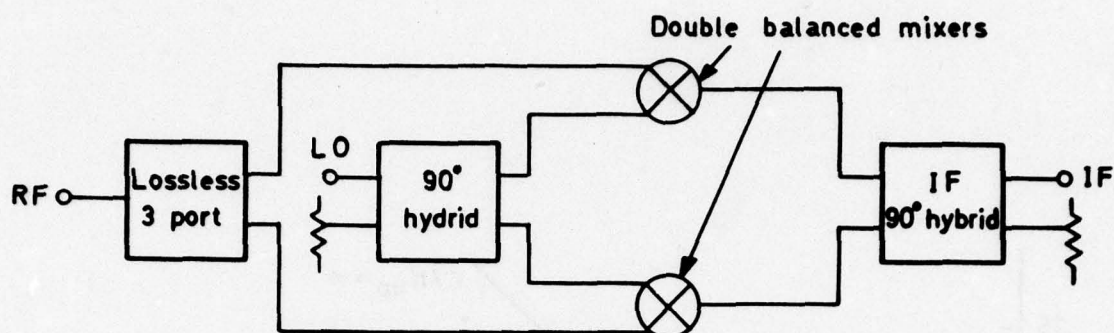 Double balanced mixers
RF
Lossless
3 port
LO
90°
hydrid
IF
90° hybrid
IF